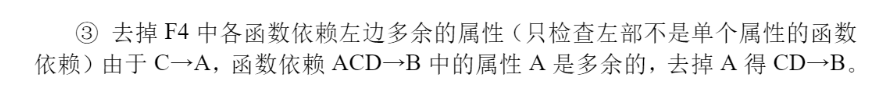 ③ 去掉 F4 中各函数依赖左边多余的属性（只检查左部不是单个属性的函数
依赖）由于 C→A，函数依赖 ACD→B 中的属性 A 是多余的，去掉 A 得 CD→B。